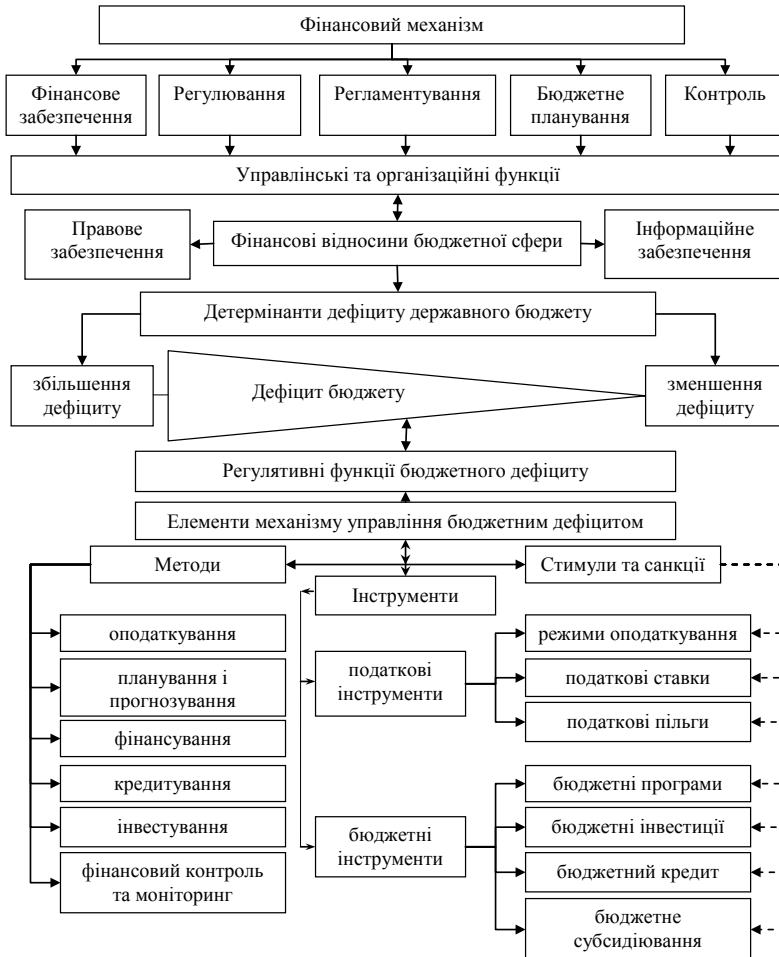 Фінансовий механізм
Фінансове
забезпечення
Регулювання
Регламентування
Бюджетне
планування
Контроль
Управлінські та організаційні функції
Правове
забезпечення
Фінансові відносини бюджетної сфери
Інформаційне
забезпечення
Детермінанти дефіциту державного бюджету
збільшення
дефіциту
Дефіцит бюджету
зменшення
дефіциту
Регулятивні функції бюджетного дефіциту
Елементи механізму управління бюджетним дефіцитом
Методи
Стимули та санкції
Інструменти
оподаткування
планування і
прогнозування
фінансування
кредитування
інвестування
фінансовий контроль
та моніторинг
податкові
інструменти
режими оподаткування
податкові ставки
податкові пільги
бюджетні
інструменти
бюджетні програми
бюджетні інвестиції
бюджетний кредит
бюджетне
субсидіювання